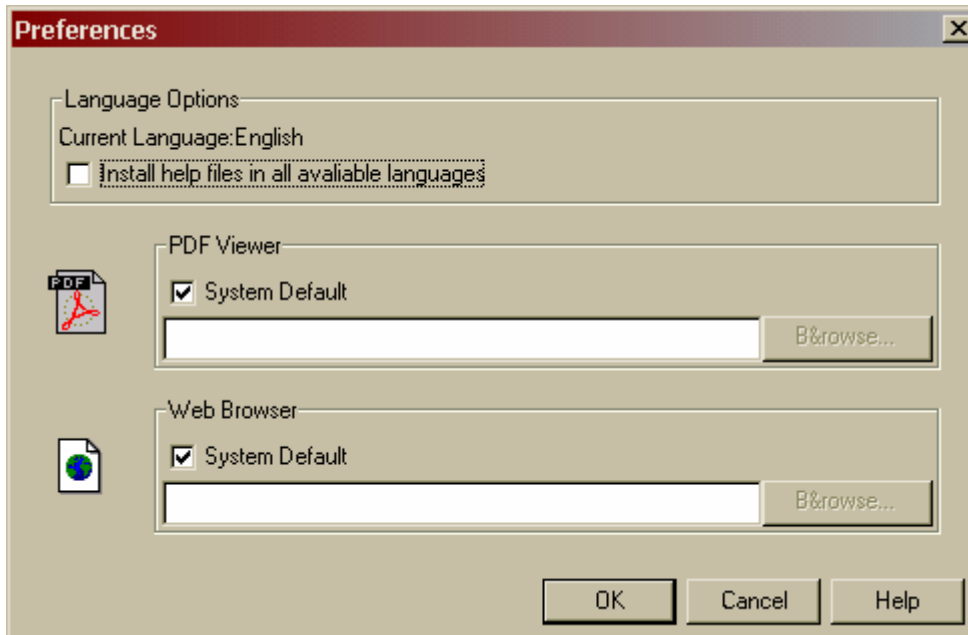 Preferences
Language Options
Current Language:English
Install help files in all avaliable languages
PDF Viewer
PDF
System Default
B&rowse...
Web Browser
System Default
B&rowse...
OK Cancel Help